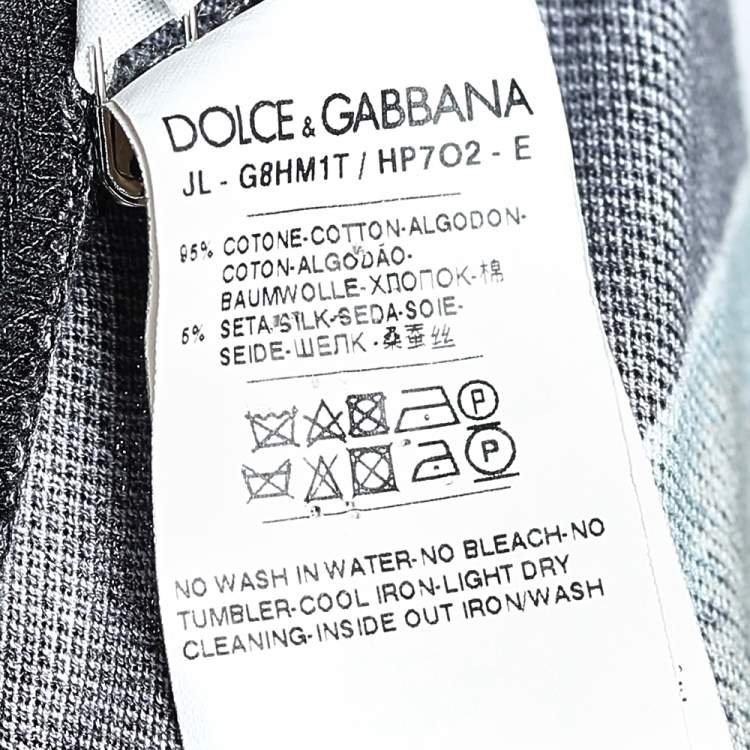 DOLCE & GABBANA
JL - G8HM1T / HP7O2 - E
95% COTONE-COTTON-ALGODON-
COTON-ALGODÃO-
BAUMWOLLE-ХЛОПОК-棉
5% SETA-SILK-SEDA-SOIE-
SEIDE-ШЕЛК-桑蚕丝
P
P
NO WASH IN WATER-NO BLEACH-NO
TUMBLER-COOL IRON-LIGHT DRY
CLEANING-INSIDE OUT IRON/WASH